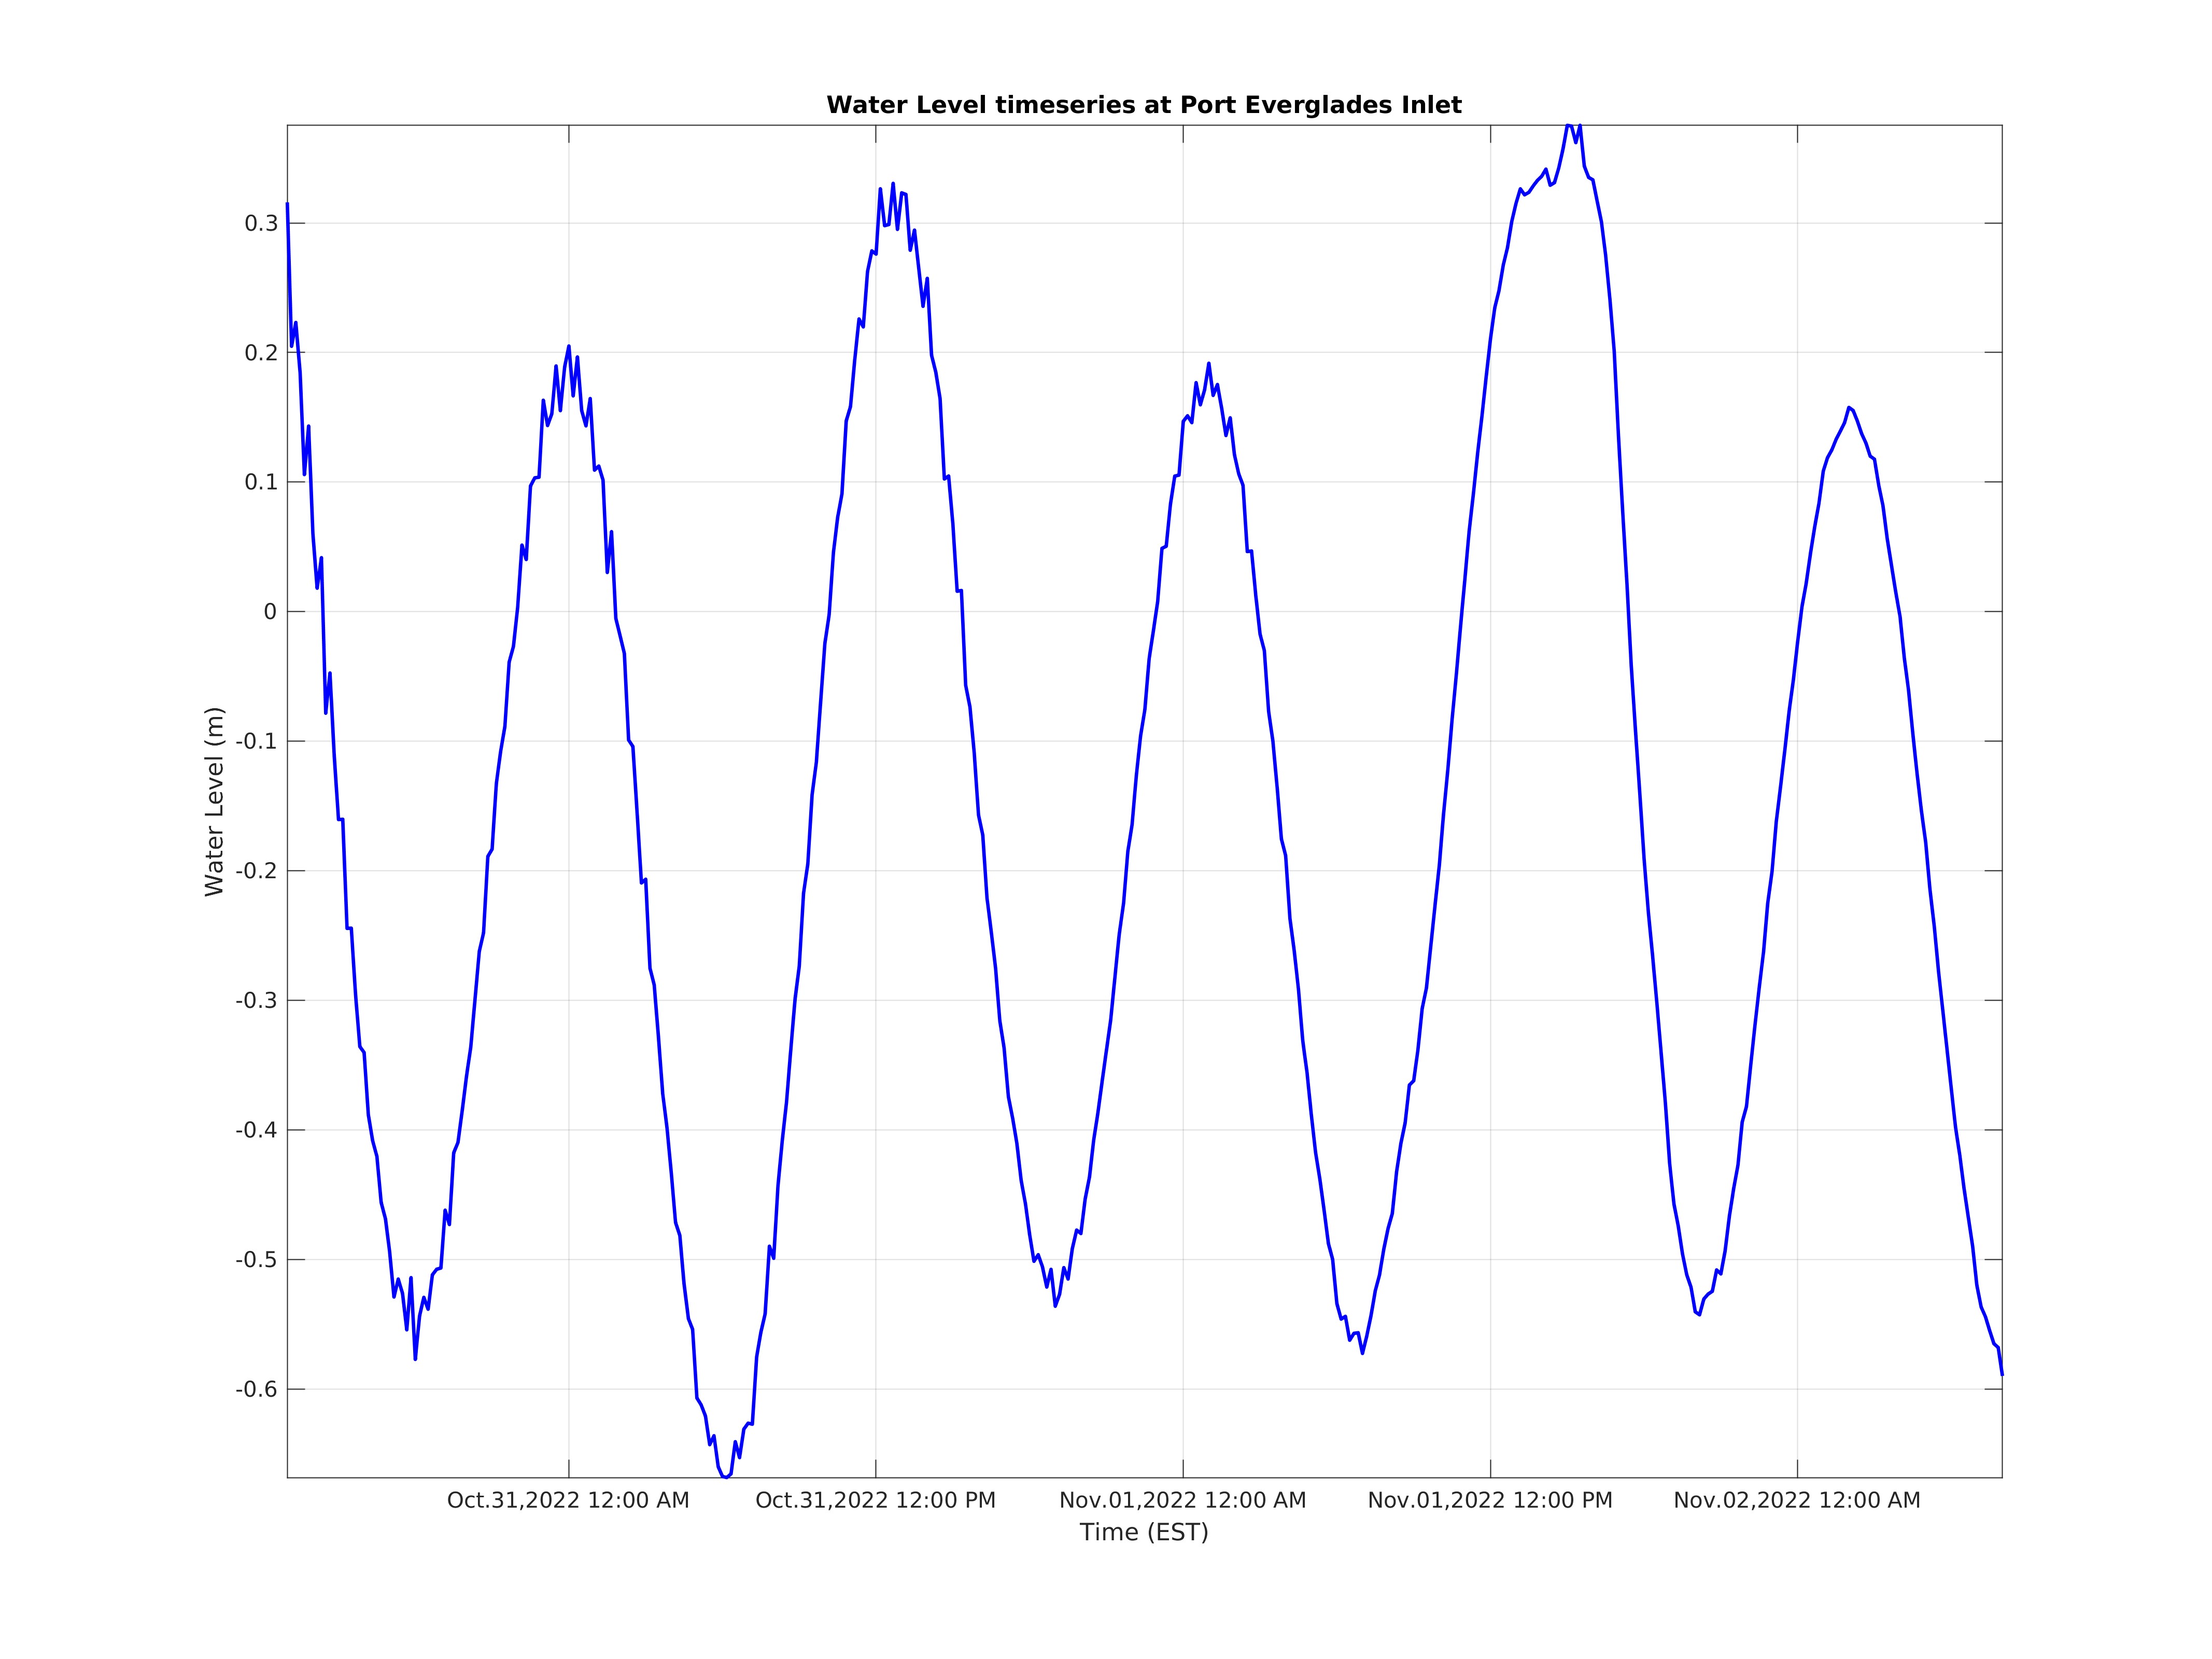 Water Level timeseries at Port Everglades Inlet
0.3
0.2
0.1
0
-0.1
-0.2
-0.3
-0.4
-0.5
-0.6
Water Level (m)
Oct.31,2022 12:00 AM
Oct.31,2022 12:00 PM
Nov.01,2022 12:00 AM
Nov.01,2022 12:00 PM
Nov.02,2022 12:00 AM
Time (EST)